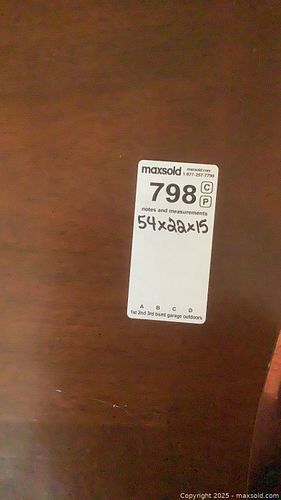 maxsold maxsold.com
1-877-257-7799
798 C
P
notes and measurements
54x22x15
A B C D
1st 2nd 3rd bsmt garage outdoors
Copyright 2025 - maxsold.com